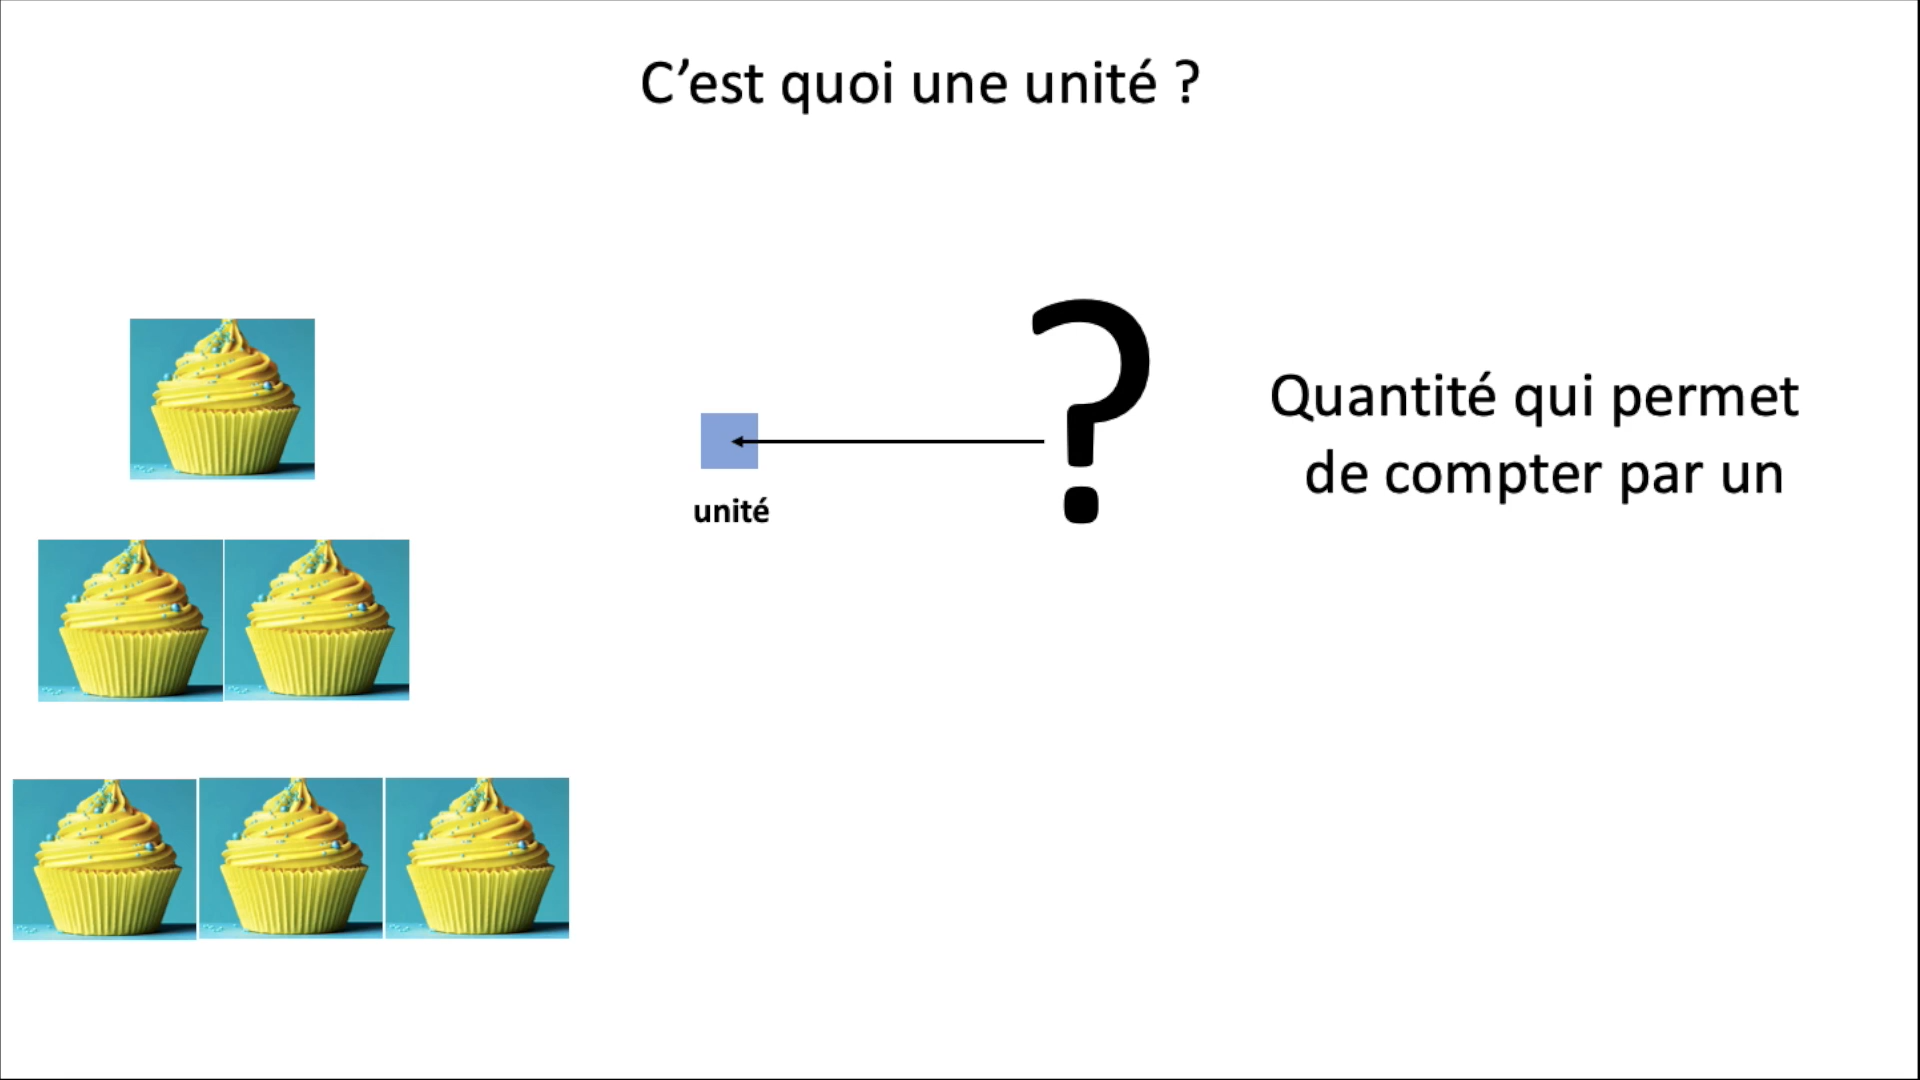 C’est quoi une unité ?
?
Quantité qui permet
de compter par un
unité